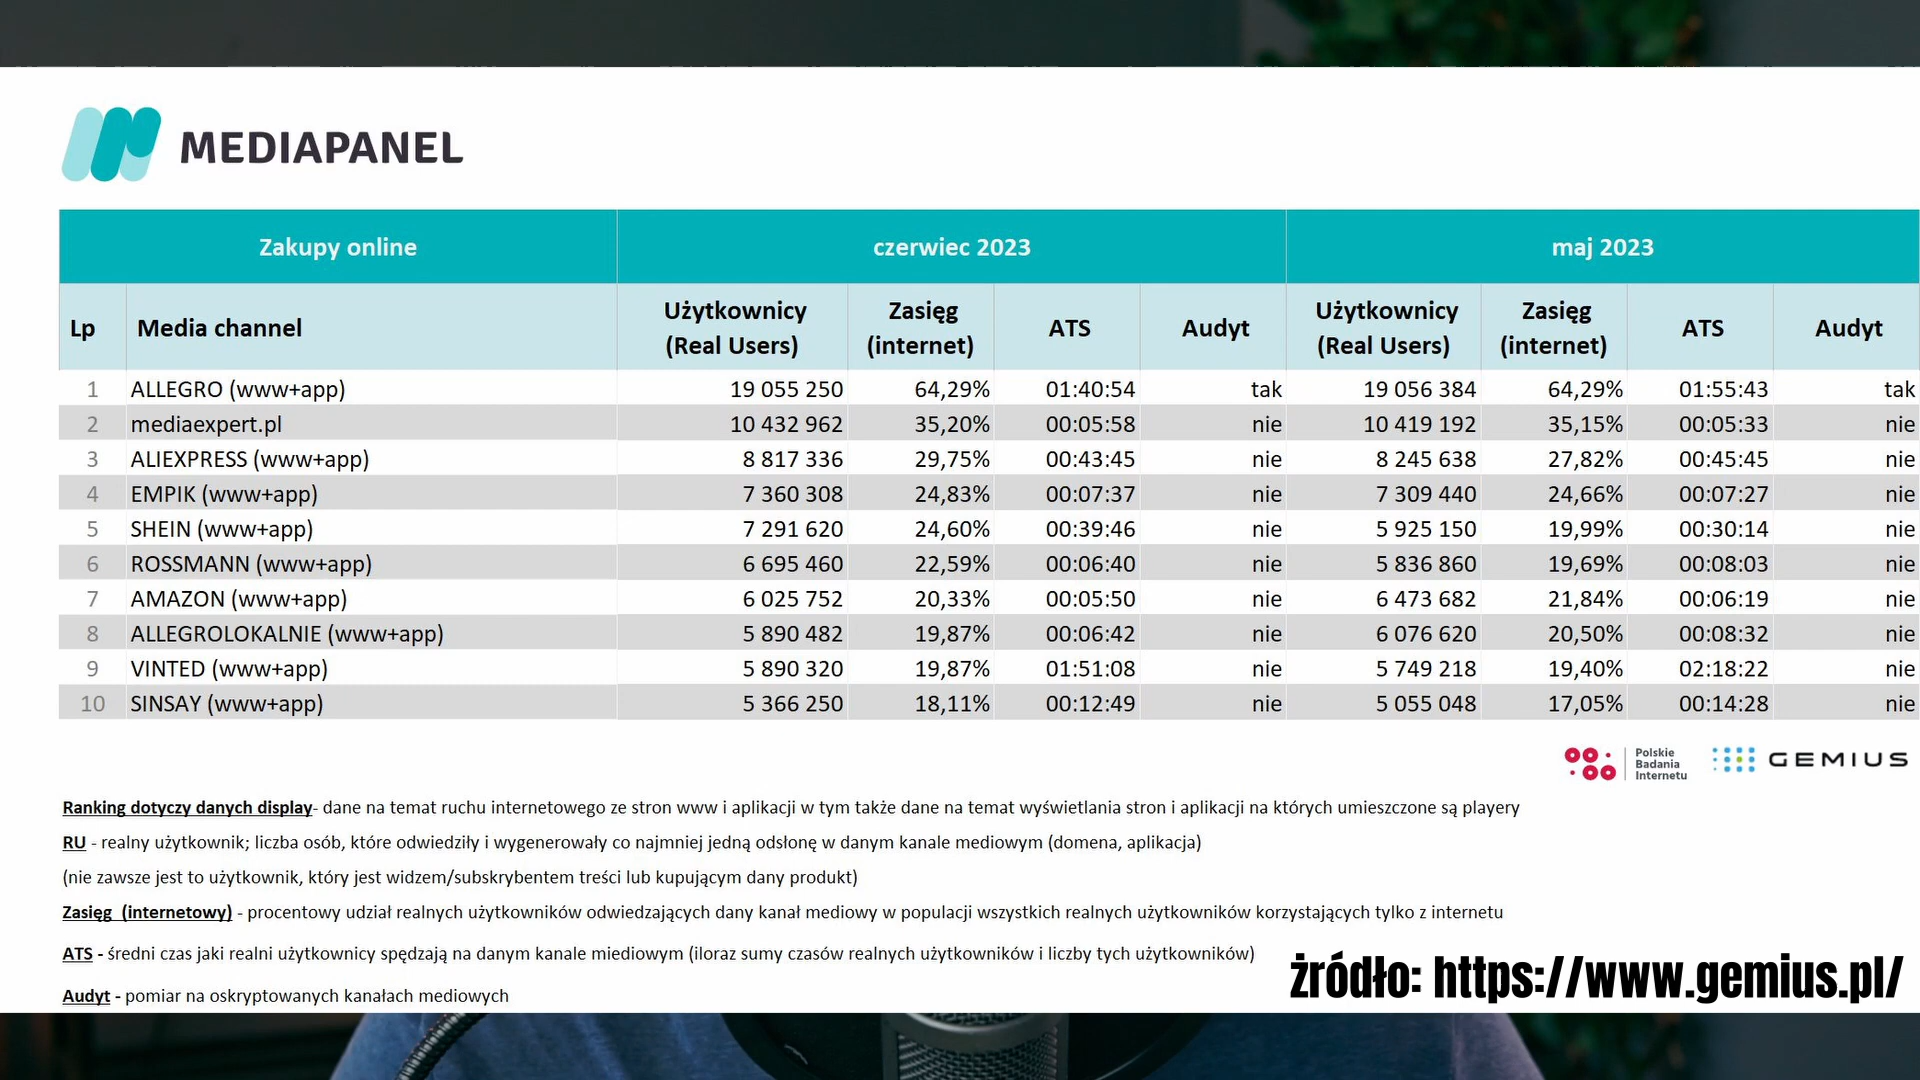 MEDIAPANEL
Zakupy online czerwiec 2023 maj 2023
Lp Media channel Użytkownicy (Real Users) Zasięg (internet) ATS Audyt Użytkownicy (Real Users) Zasięg (internet) ATS Audyt
1 ALLEGRO (www+app) 19 055 250 64,29% 01:40:54 tak 19 056 384 64,29% 01:55:43 tak
2 mediaexpert.pl 10 432 962 35,20% 00:05:58 nie 10 419 192 35,15% 00:05:33 nie
3 ALIEXPRESS (www+app) 8 817 336 29,75% 00:43:45 nie 8 245 638 27,82% 00:45:45 nie
4 EMPIK (www+app) 7 360 308 24,83% 00:07:37 nie 7 309 440 24,66% 00:07:27 nie
5 SHEIN (www+app) 7 291 620 24,60% 00:39:46 nie 5 925 150 19,99% 00:30:14 nie
6 ROSSMANN (www+app) 6 695 460 22,59% 00:06:40 nie 5 836 860 19,69% 00:08:03 nie
7 AMAZON (www+app) 6 025 752 20,33% 00:05:50 nie 6 473 682 21,84% 00:06:19 nie
8 ALLEGROLOKALNIE (www+app) 5 890 482 19,87% 00:06:42 nie 6 076 620 20,50% 00:08:32 nie
9 VINTED (www+app) 5 890 320 19,87% 01:51:08 nie 5 749 218 19,40% 02:18:22 nie
10 SINSAY (www+app) 5 366 250 18,11% 00:12:49 nie 5 055 048 17,05% 00:14:28 nie
Polskie
Badania
Internetu
GEMIUS
Ranking dotyczy danych display- dane na temat ruchu internetowego ze stron www i aplikacji w tym także dane na temat wyświetlania stron i aplikacji na których umieszczone są playery
RU - realny użytkownik; liczba osób, które odwiedziły i wygenerowały co najmniej jedną odsłonę w danym kanale mediowym (domena, aplikacja)
(nie zawsze jest to użytkownik, który jest widzem/subskrybentem treści lub kupującym dany produkt)
Zasięg (internetowy) - procentowy udział realnych użytkowników odwiedzających dany kanał mediowy w populacji wszystkich realnych użytkowników korzystających tylko z internetu
ATS - średni czas jaki realni użytkownicy spędzają na danym kanale miediowym (iloraz sumy czasów realnych użytkowników i liczby tych użytkowników)
Audyt - pomiar na oskryptowanych kanałach mediowych
źródło: https://www.gemius.pl/